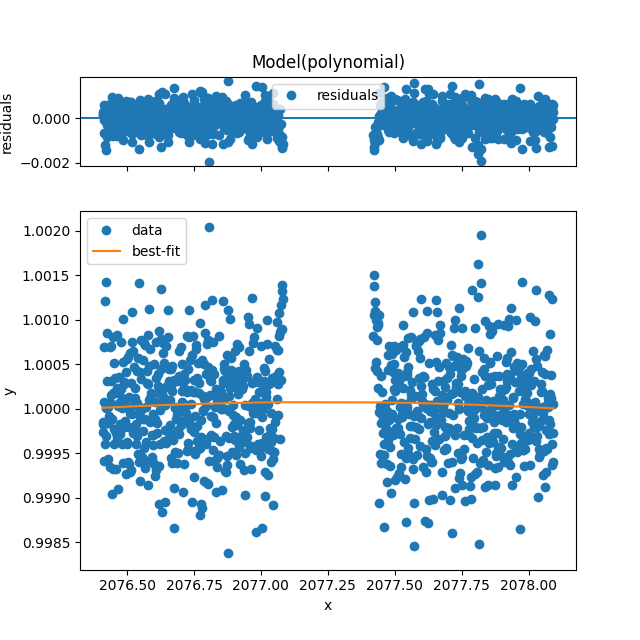 Model(polynomial)
residuals
0.000
−0.002
residuals
data
best-fit
1.0020
1.0015
1.0010
1.0005
1.0000
0.9995
0.9990
0.9985
y
2076.50 2076.75 2077.00 2077.25 2077.50 2077.75 2078.00
x